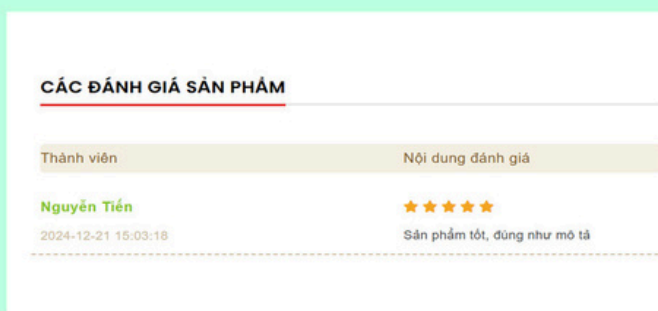 CÁC ĐÁNH GIÁ SẢN PHẨM
Thành viên Nội dung đánh giá
Nguyễn Tiến
2024-12-21 15:03:18 Sản phẩm tốt, đúng như mô tả